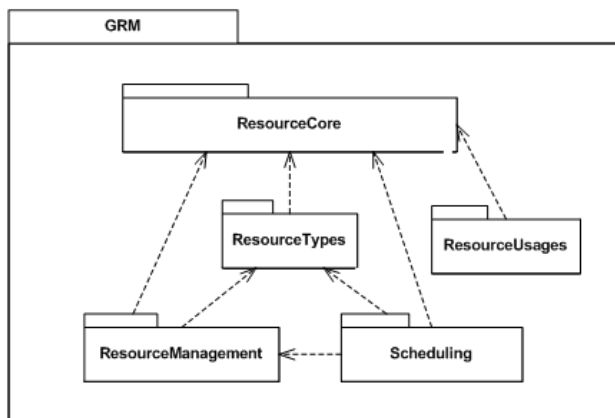 GRM
ResourceCore
ResourceTypes
ResourceUsages
ResourceManagement
Scheduling